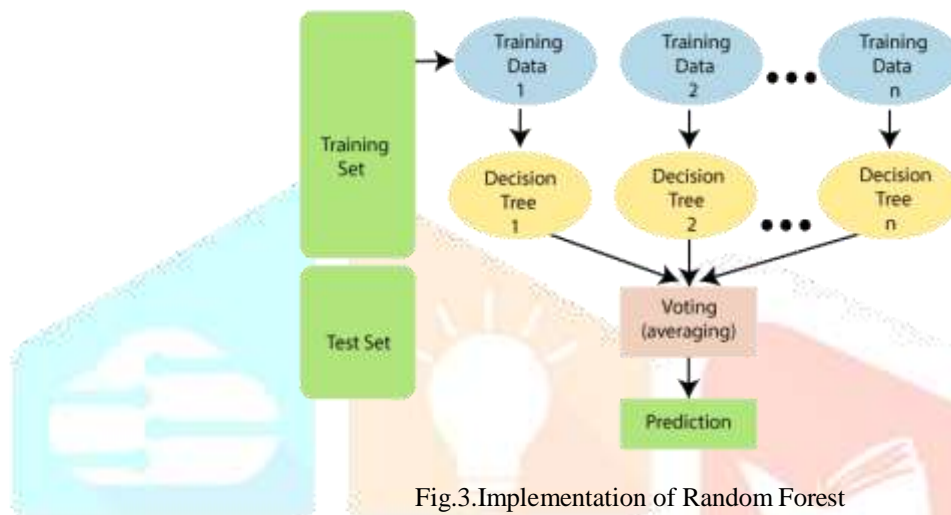 Training
Data
1
Training
Data
2
Training
Data
n
Training
Set
Decision
Tree
1
Decision
Tree
2
Decision
Tree
n
Test Set
Voting
(averaging)
Prediction
Fig.3.Implementation of Random Forest